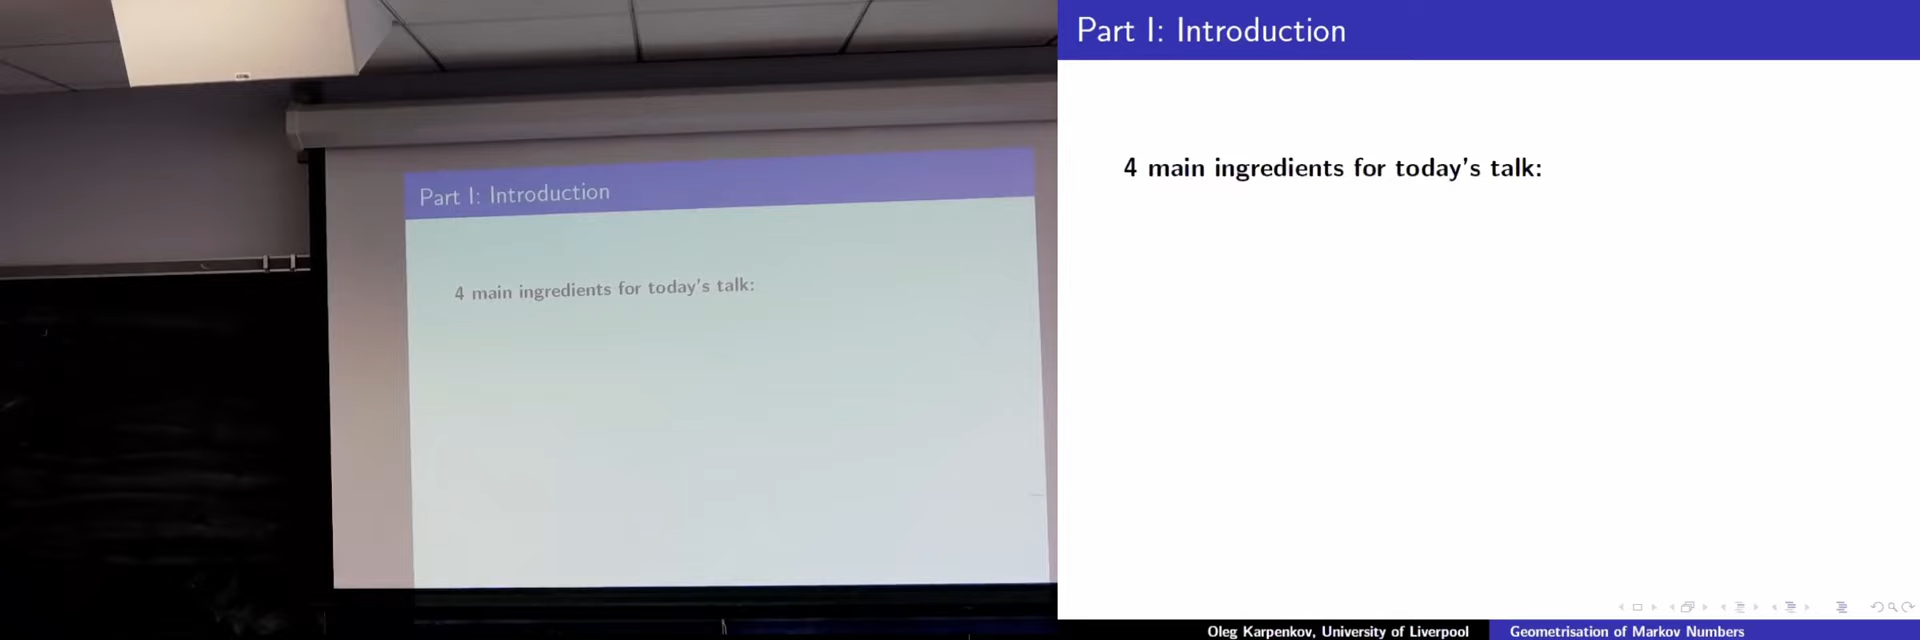 Part I: Introduction
4 main ingredients for today's talk:
Part I: Introduction
4 main ingredients for today's talk:
Oleg Karpenkov, University of Liverpool
Geometrisation of Markov Numbers